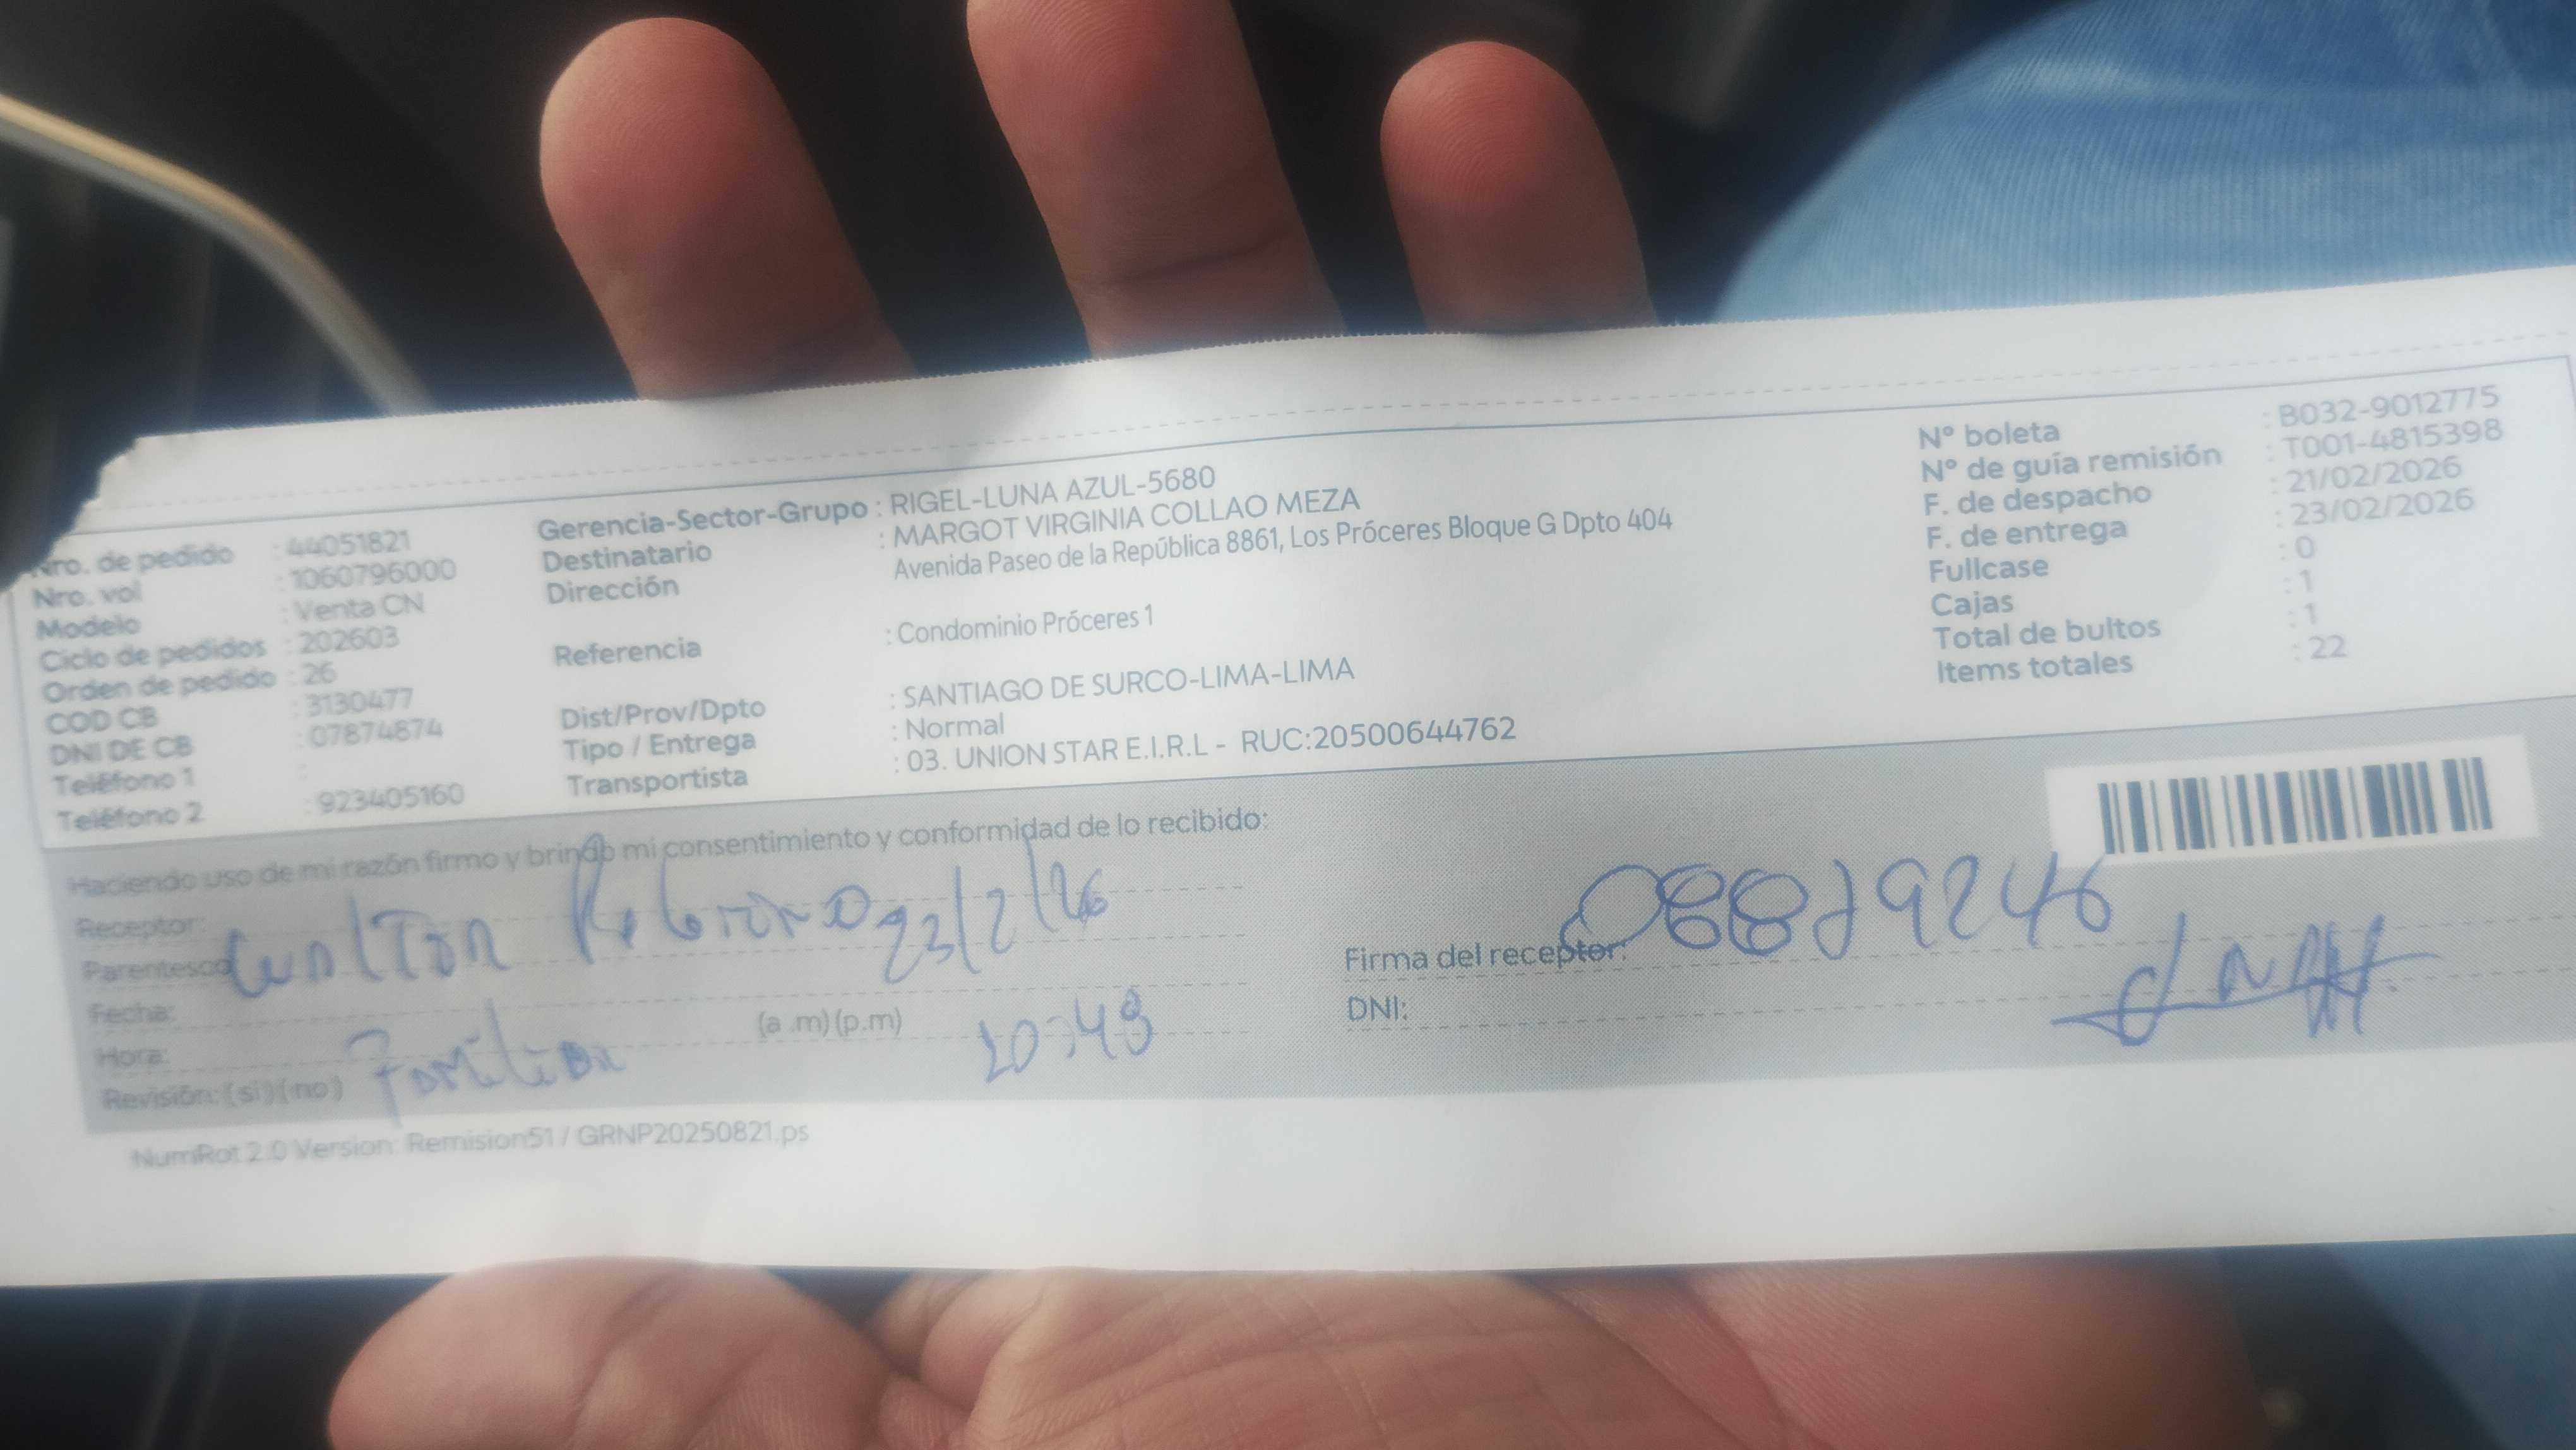 Nro. de pedido : 44051821
Nro. vol : 1060796000
Modelo : Venta CN
Ciclo de pedidos : 202603
Orden de pedido : 26
COD CB : 3130477
DNI DE CB : 07874874
Teléfono 1 :
Teléfono 2 : 923405160
Gerencia-Sector-Grupo : RIGEL-LUNA AZUL-5680
Destinatario : MARGOT VIRGINIA COLLAO MEZA
Dirección Avenida Paseo de la República 8861, Los Próceres Bloque G Dpto 404
Referencia : Condominio Próceres 1
Dist/Prov/Dpto : SANTIAGO DE SURCO-LIMA-LIMA
Tipo / Entrega : Normal
Transportista : 03. UNION STAR E.I.R.L - RUC:20500644762
N° boleta : B032-9012775
N° de guía remisión : T001-4815398
F. de despacho : 21/02/2026
F. de entrega : 23/02/2026
Fullcase : 0
Cajas : 1
Total de bultos : 1
Items totales : 22
Haciendo uso de mi razón firmo y brindo mi consentimiento y conformidad de lo recibido:
Receptor:
Parentesco
23/2/26
Fecha:
Hora: (a .m) (p.m) 10:48
Revisión: (si) (no)
Firma del receptor:
DNI:
NumRot 2.0 Version: Remision51 / GRNP20250821.ps